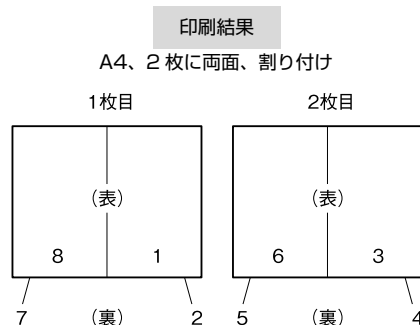 印刷結果
A4、2 枚に両面、割り付け
1枚目 2枚目
(表) (表)
8 1 6 3
7 (裏) 2 5 (裏) 4